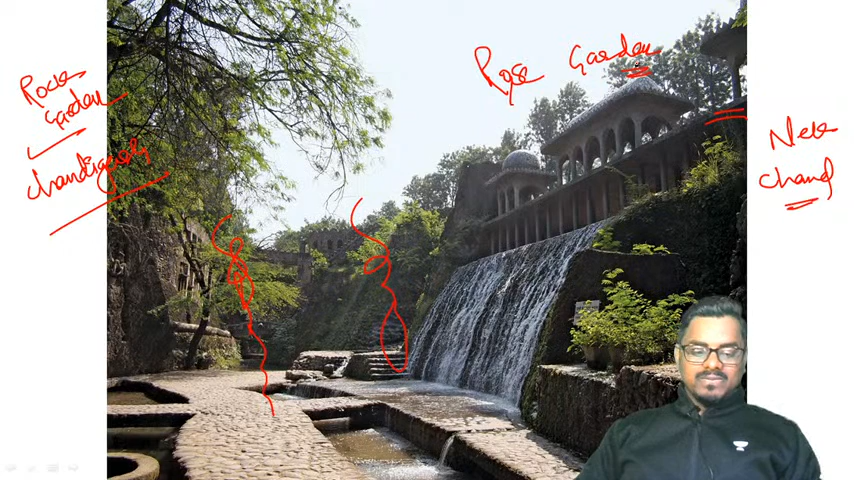 Rock
Garden
Chandigarh
Rose Garden
Nek
Chand